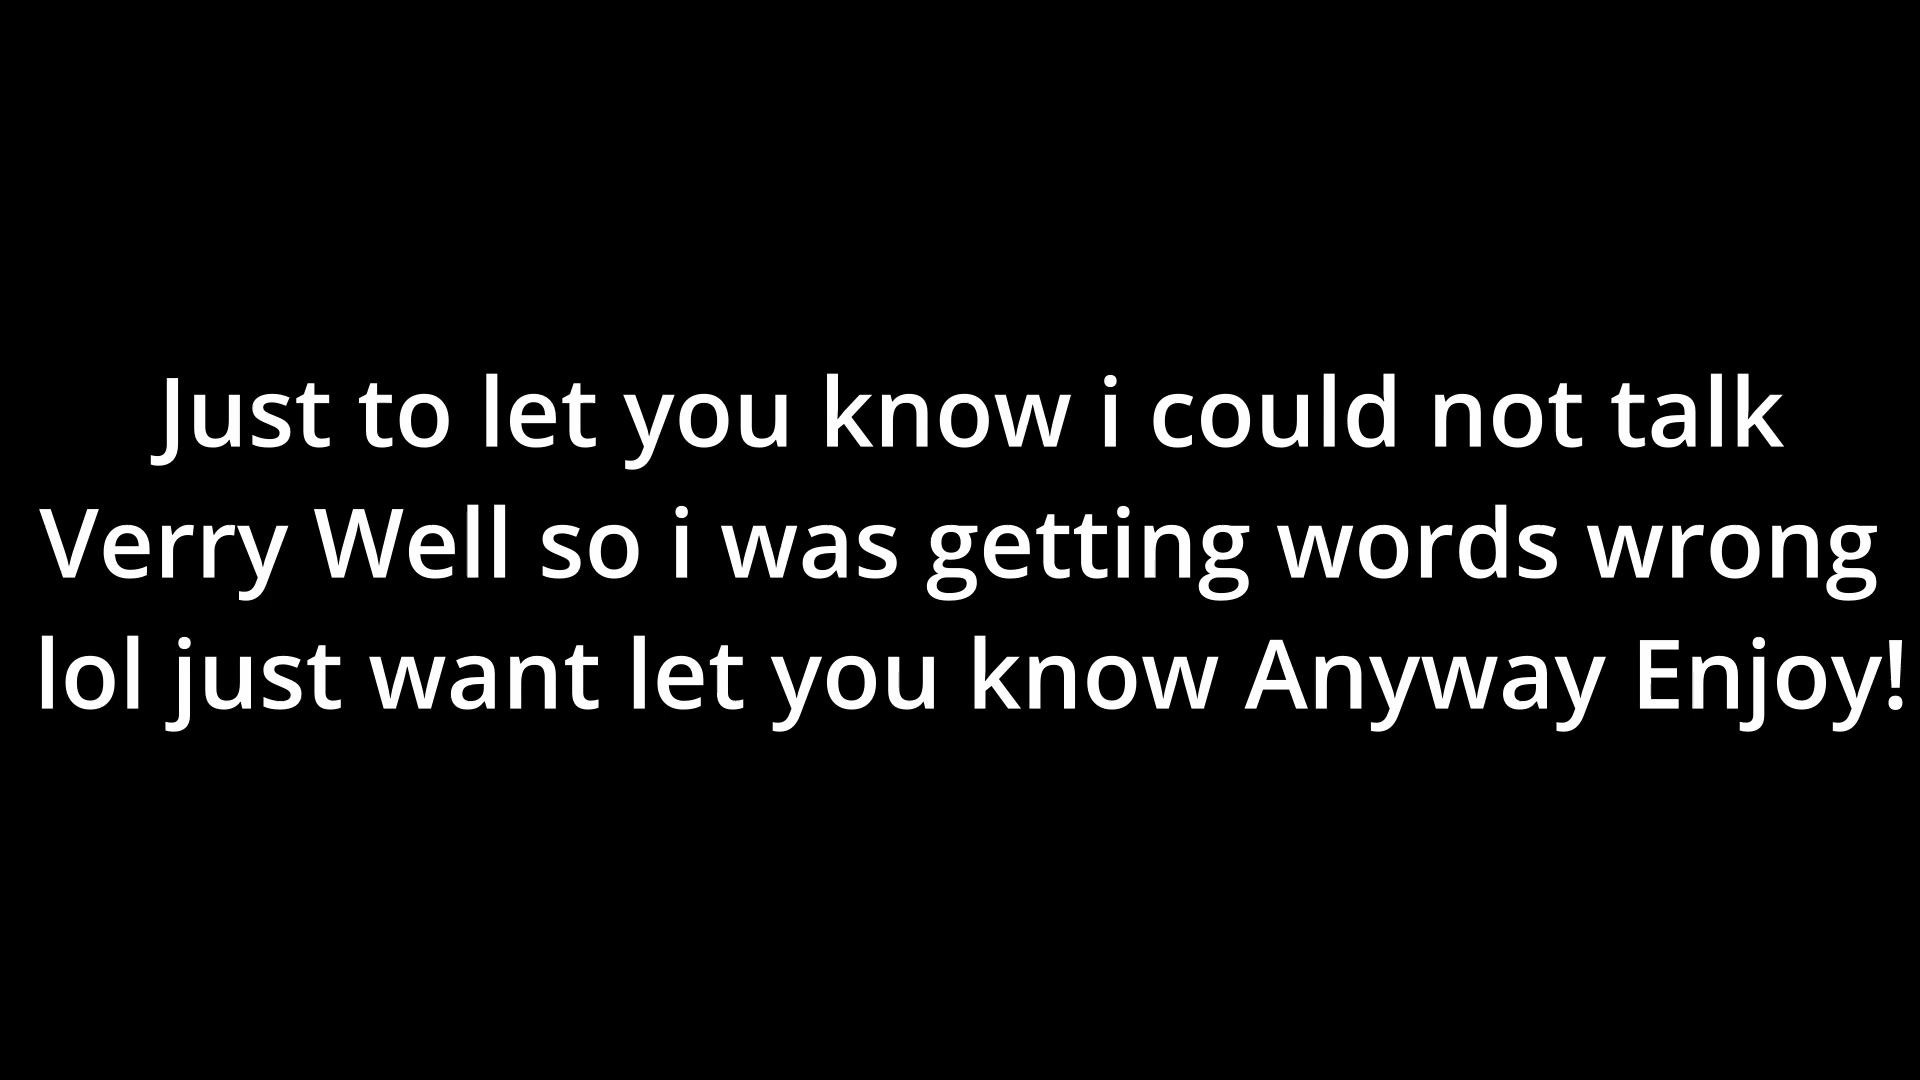 Just to let you know i could not talk
Verry Well so i was getting words wrong
lol just want let you know Anyway Enjoy!